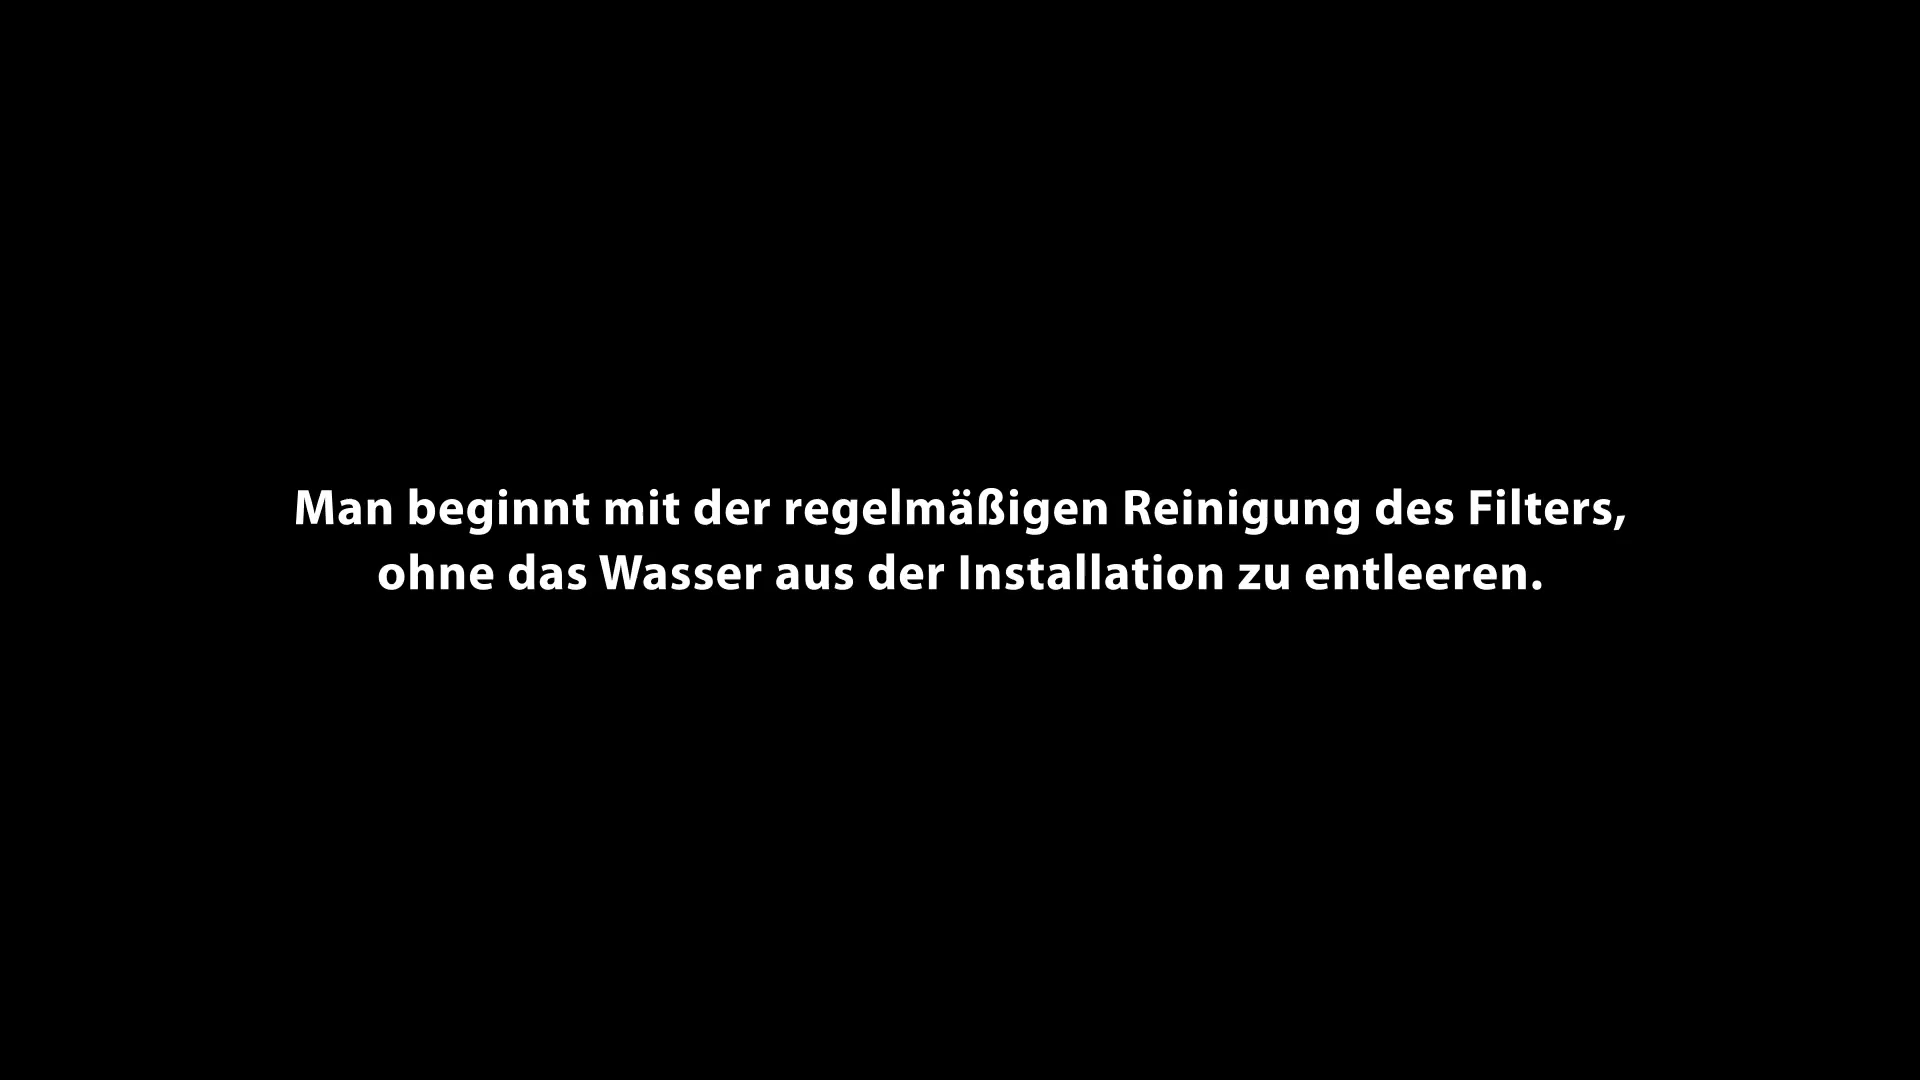 Man beginnt mit der regelmäßigen Reinigung des Filters,
ohne das Wasser aus der Installation zu entleeren.